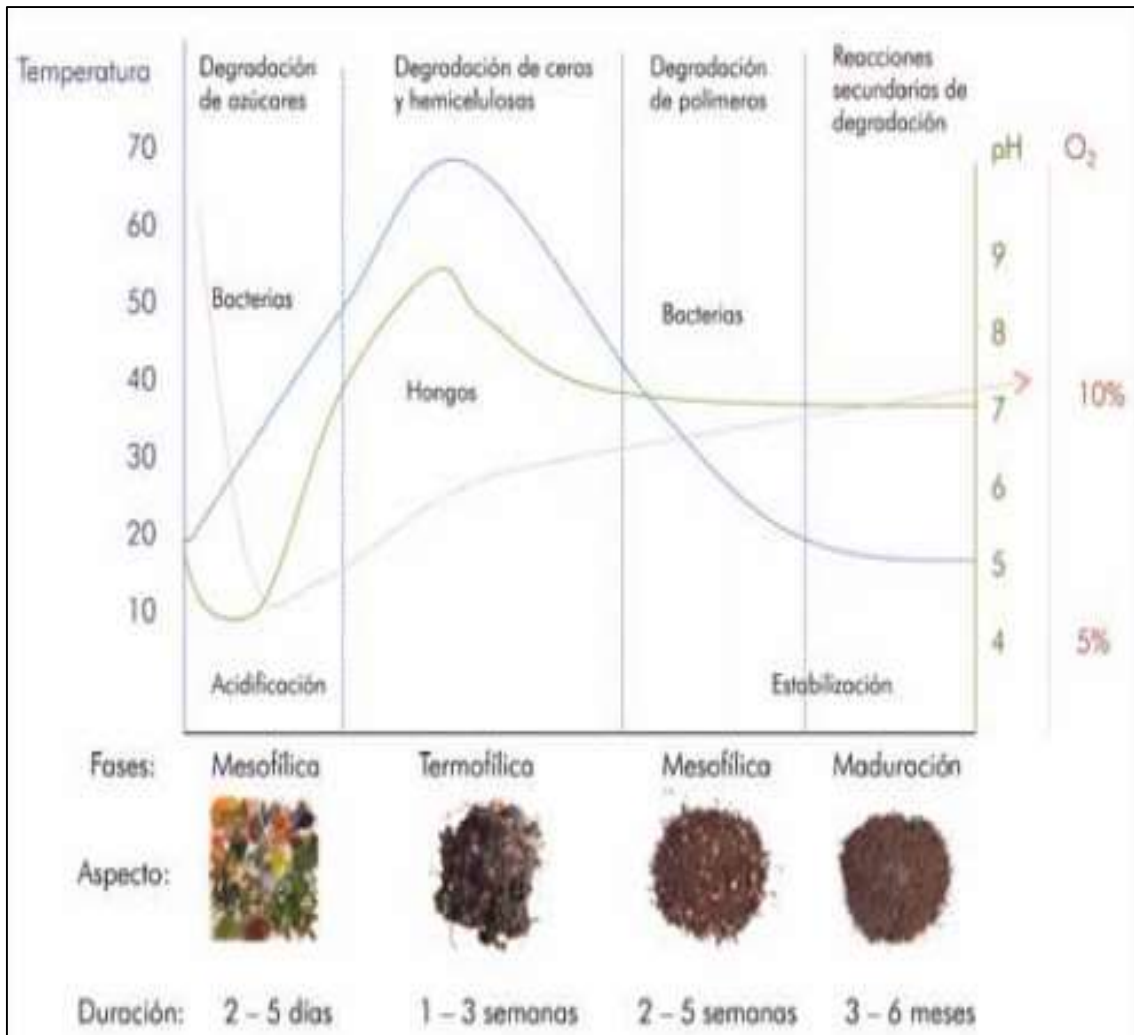 Temperatura
Degradación
de azúcares
Degradación de ceras
y hemicelulosas
Degradación
de polímeros
Reacciones
secundarias de
degradación
pH
O₂
70
60
50
40
30
20
10
Bacterias
Hongos
Bacterias
9
8
7
6
5
4
10%
5%
Acidificación
Estabilización
Fases: Mesofílica Termofílica Mesofílica Maduración
Aspecto:
Duración: 2 – 5 días 1 – 3 semanas 2 – 5 semanas 3 – 6 meses